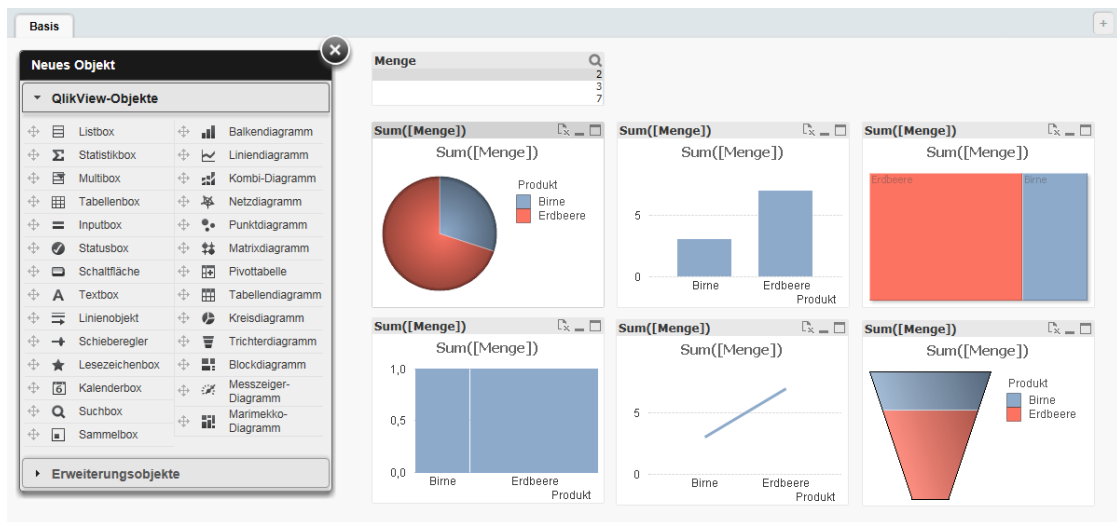 Basis
+
Neues Objekt
QlikView-Objekte
Listbox
Statistikbox
Multibox
Tabellenbox
Inputbox
Statusbox
Schaltfläche
Textbox
Linienobjekt
Schieberegler
Lesezeichenbox
Kalenderbox
Suchbox
Sammelbox
Balkendiagramm
Liniendiagramm
Kombi-Diagramm
Netzdiagramm
Punktdiagramm
Matrixdiagramm
Pivottabelle
Tabellendiagramm
Kreisdiagramm
Trichterdiagramm
Blockdiagramm
Messzeiger-
Diagramm
Marimekko-
Diagramm
Erweiterungsobjekte
Menge
2
3
7
Sum([Menge])
Sum([Menge])
Produkt
Birne
Erdbeere
Sum([Menge])
Sum([Menge])
5
0
Birne Erdbeere
Produkt
Sum([Menge])
Sum([Menge])
Erdbeere Birne
Sum([Menge])
Sum([Menge])
1,0
0,5
0,0
Birne Erdbeere
Produkt
Sum([Menge])
Sum([Menge])
5
0
Birne Erdbeere
Produkt
Sum([Menge])
Sum([Menge])
Produkt
Birne
Erdbeere